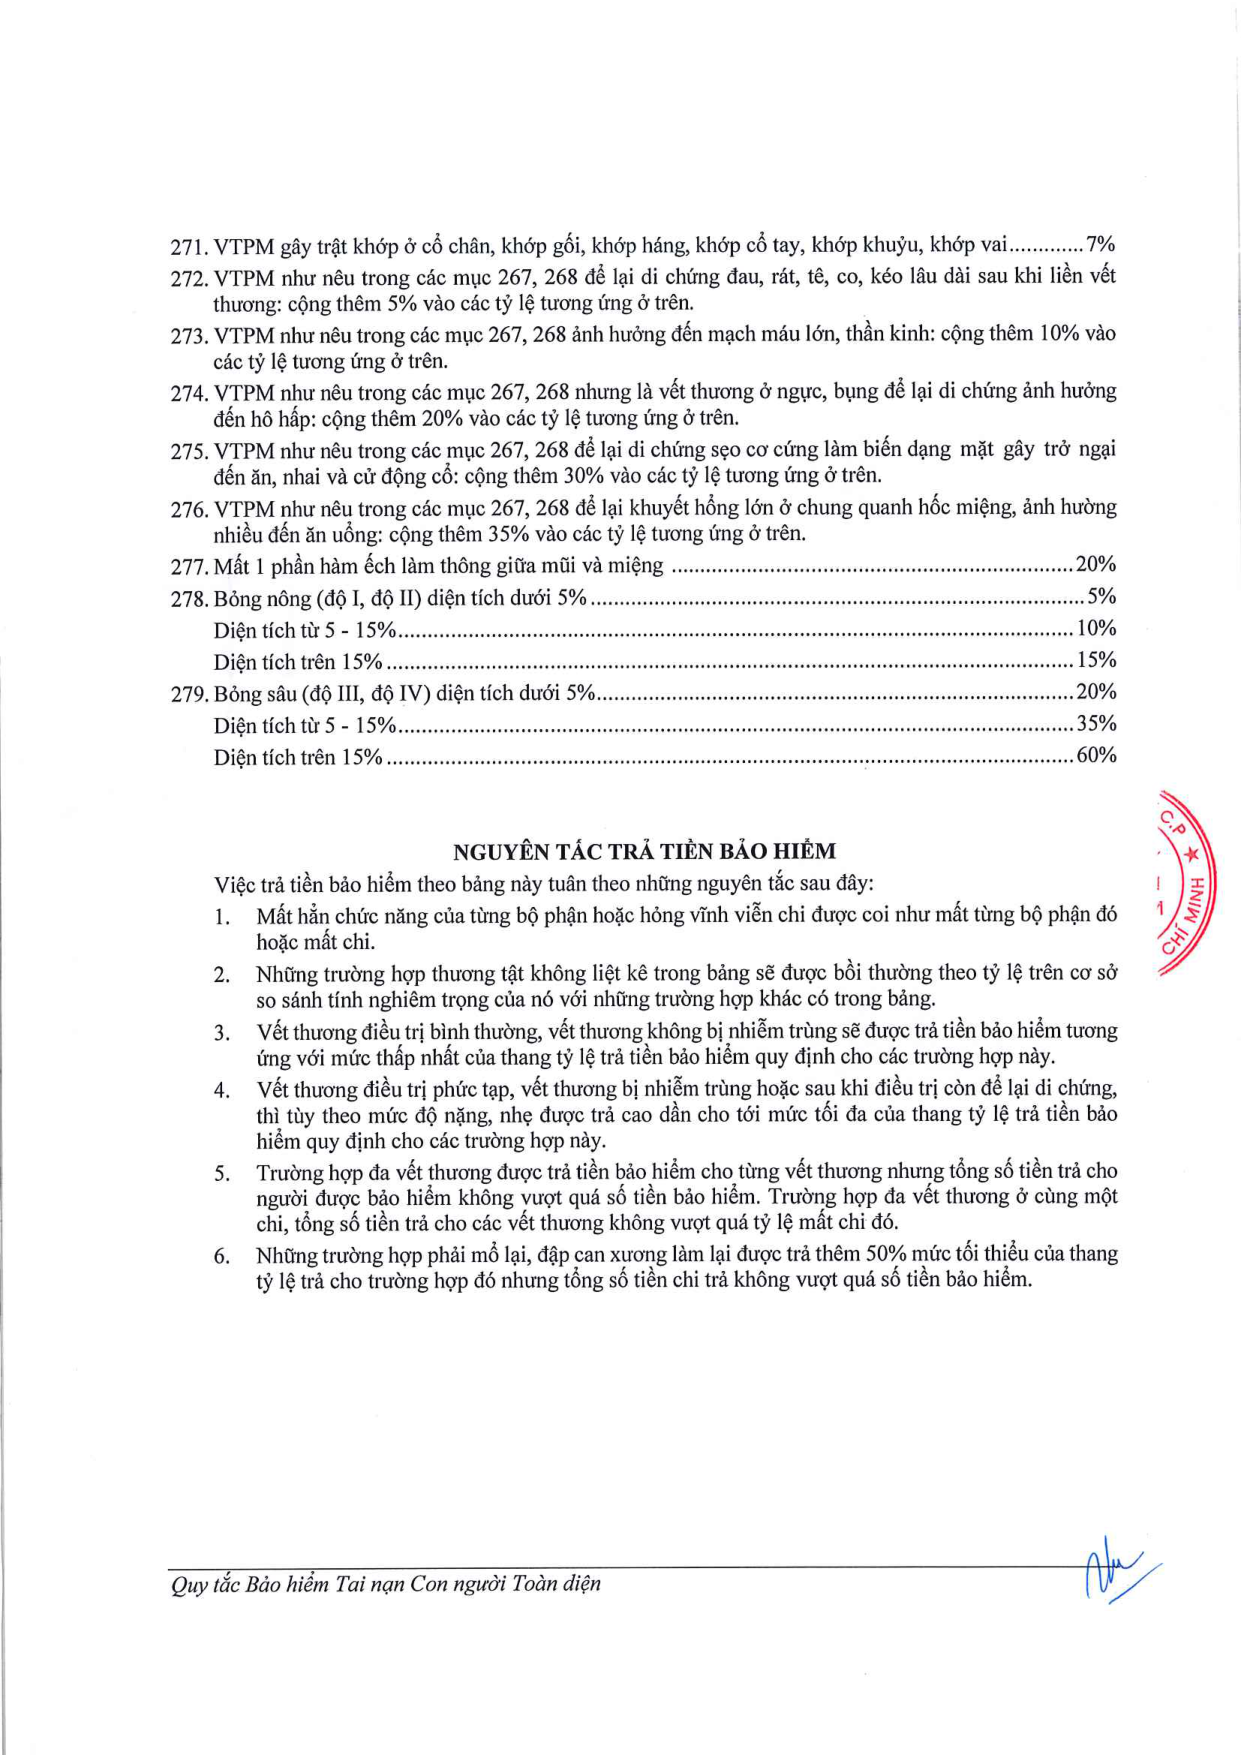 271. VTPM gây trật khớp ở cổ chân, khớp gối, khớp háng, khớp cổ tay, khớp khuỷu, khớp vai.............7%
272. VTPM như nêu trong các mục 267, 268 để lại di chứng đau, rát, tê, co, kéo lâu dài sau khi liền vết
thương: cộng thêm 5% vào các tỷ lệ tương ứng ở trên.
273. VTPM như nêu trong các mục 267, 268 ảnh hưởng đến mạch máu lớn, thần kinh: cộng thêm 10% vào
các tỷ lệ tương ứng ở trên.
274. VTPM như nêu trong các mục 267, 268 nhưng là vết thương ở ngực, bụng để lại di chứng ảnh hưởng
đến hô hấp: cộng thêm 20% vào các tỷ lệ tương ứng ở trên.
275. VTPM như nêu trong các mục 267, 268 để lại di chứng sẹo cơ cứng làm biến dạng mặt gây trở ngại
đến ăn, nhai và cử động cổ: cộng thêm 30% vào các tỷ lệ tương ứng ở trên.
276. VTPM như nêu trong các mục 267, 268 để lại khuyết hổng lớn ở chung quanh hốc miệng, ảnh hường
nhiều đến ăn uống: cộng thêm 35% vào các tỷ lệ tương ứng ở trên.
277. Mất 1 phần hàm ếch làm thông giữa mũi và miệng ........................................20%
278. Bỏng nông (độ I, độ II) diện tích dưới 5%........................................5%
Diện tích từ 5 - 15%........................................10%
Diện tích trên 15%........................................15%
279. Bỏng sâu (độ III, độ IV) diện tích dưới 5%........................................20%
Diện tích từ 5 - 15%........................................35%
Diện tích trên 15%........................................60%
C.P ★
CHÍ MINH
NGUYÊN TẮC TRẢ TIỀN BẢO HIỂM
Việc trả tiền bảo hiểm theo bảng này tuân theo những nguyên tắc sau đây:
1. Mất hẳn chức năng của từng bộ phận hoặc hỏng vĩnh viễn chi được coi như mất từng bộ phận đó
hoặc mất chi.
2. Những trường hợp thương tật không liệt kê trong bảng sẽ được bồi thường theo tỷ lệ trên cơ sở
so sánh tính nghiêm trọng của nó với những trường hợp khác có trong bảng.
3. Vết thương điều trị bình thường, vết thương không bị nhiễm trùng sẽ được trả tiền bảo hiểm tương
ứng với mức thấp nhất của thang tỷ lệ trả tiền bảo hiểm quy định cho các trường hợp này.
4. Vết thương điều trị phức tạp, vết thương bị nhiễm trùng hoặc sau khi điều trị còn để lại di chứng,
thì tùy theo mức độ nặng, nhẹ được trả cao dần cho tới mức tối đa của thang tỷ lệ trả tiền bảo
hiểm quy định cho các trường hợp này.
5. Trường hợp đa vết thương được trả tiền bảo hiểm cho từng vết thương nhưng tổng số tiền trả cho
người được bảo hiểm không vượt quá số tiền bảo hiểm. Trường hợp đa vết thương ở cùng một
chi, tổng số tiền trả cho các vết thương không vượt quá tỷ lệ mất chi đó.
6. Những trường hợp phải mổ lại, đập can xương làm lại được trả thêm 50% mức tối thiểu của thang
tỷ lệ trả cho trường hợp đó nhưng tổng số tiền chi trả không vượt quá số tiền bảo hiểm.
Quy tắc Bảo hiểm Tai nạn Con người Toàn diện